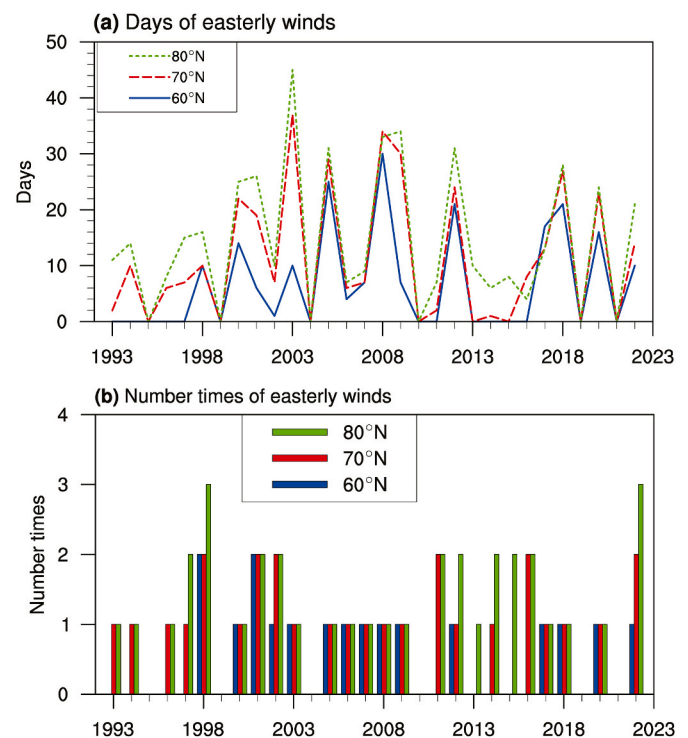 (a) Days of easterly winds
50
40
30
20
10
0
Days
80°N
70°N
60°N
1993 1998 2003 2008 2013 2018 2023
(b) Number times of easterly winds
4
3
2
1
0
Number times
80°N
70°N
60°N
1993 1998 2003 2008 2013 2018 2023